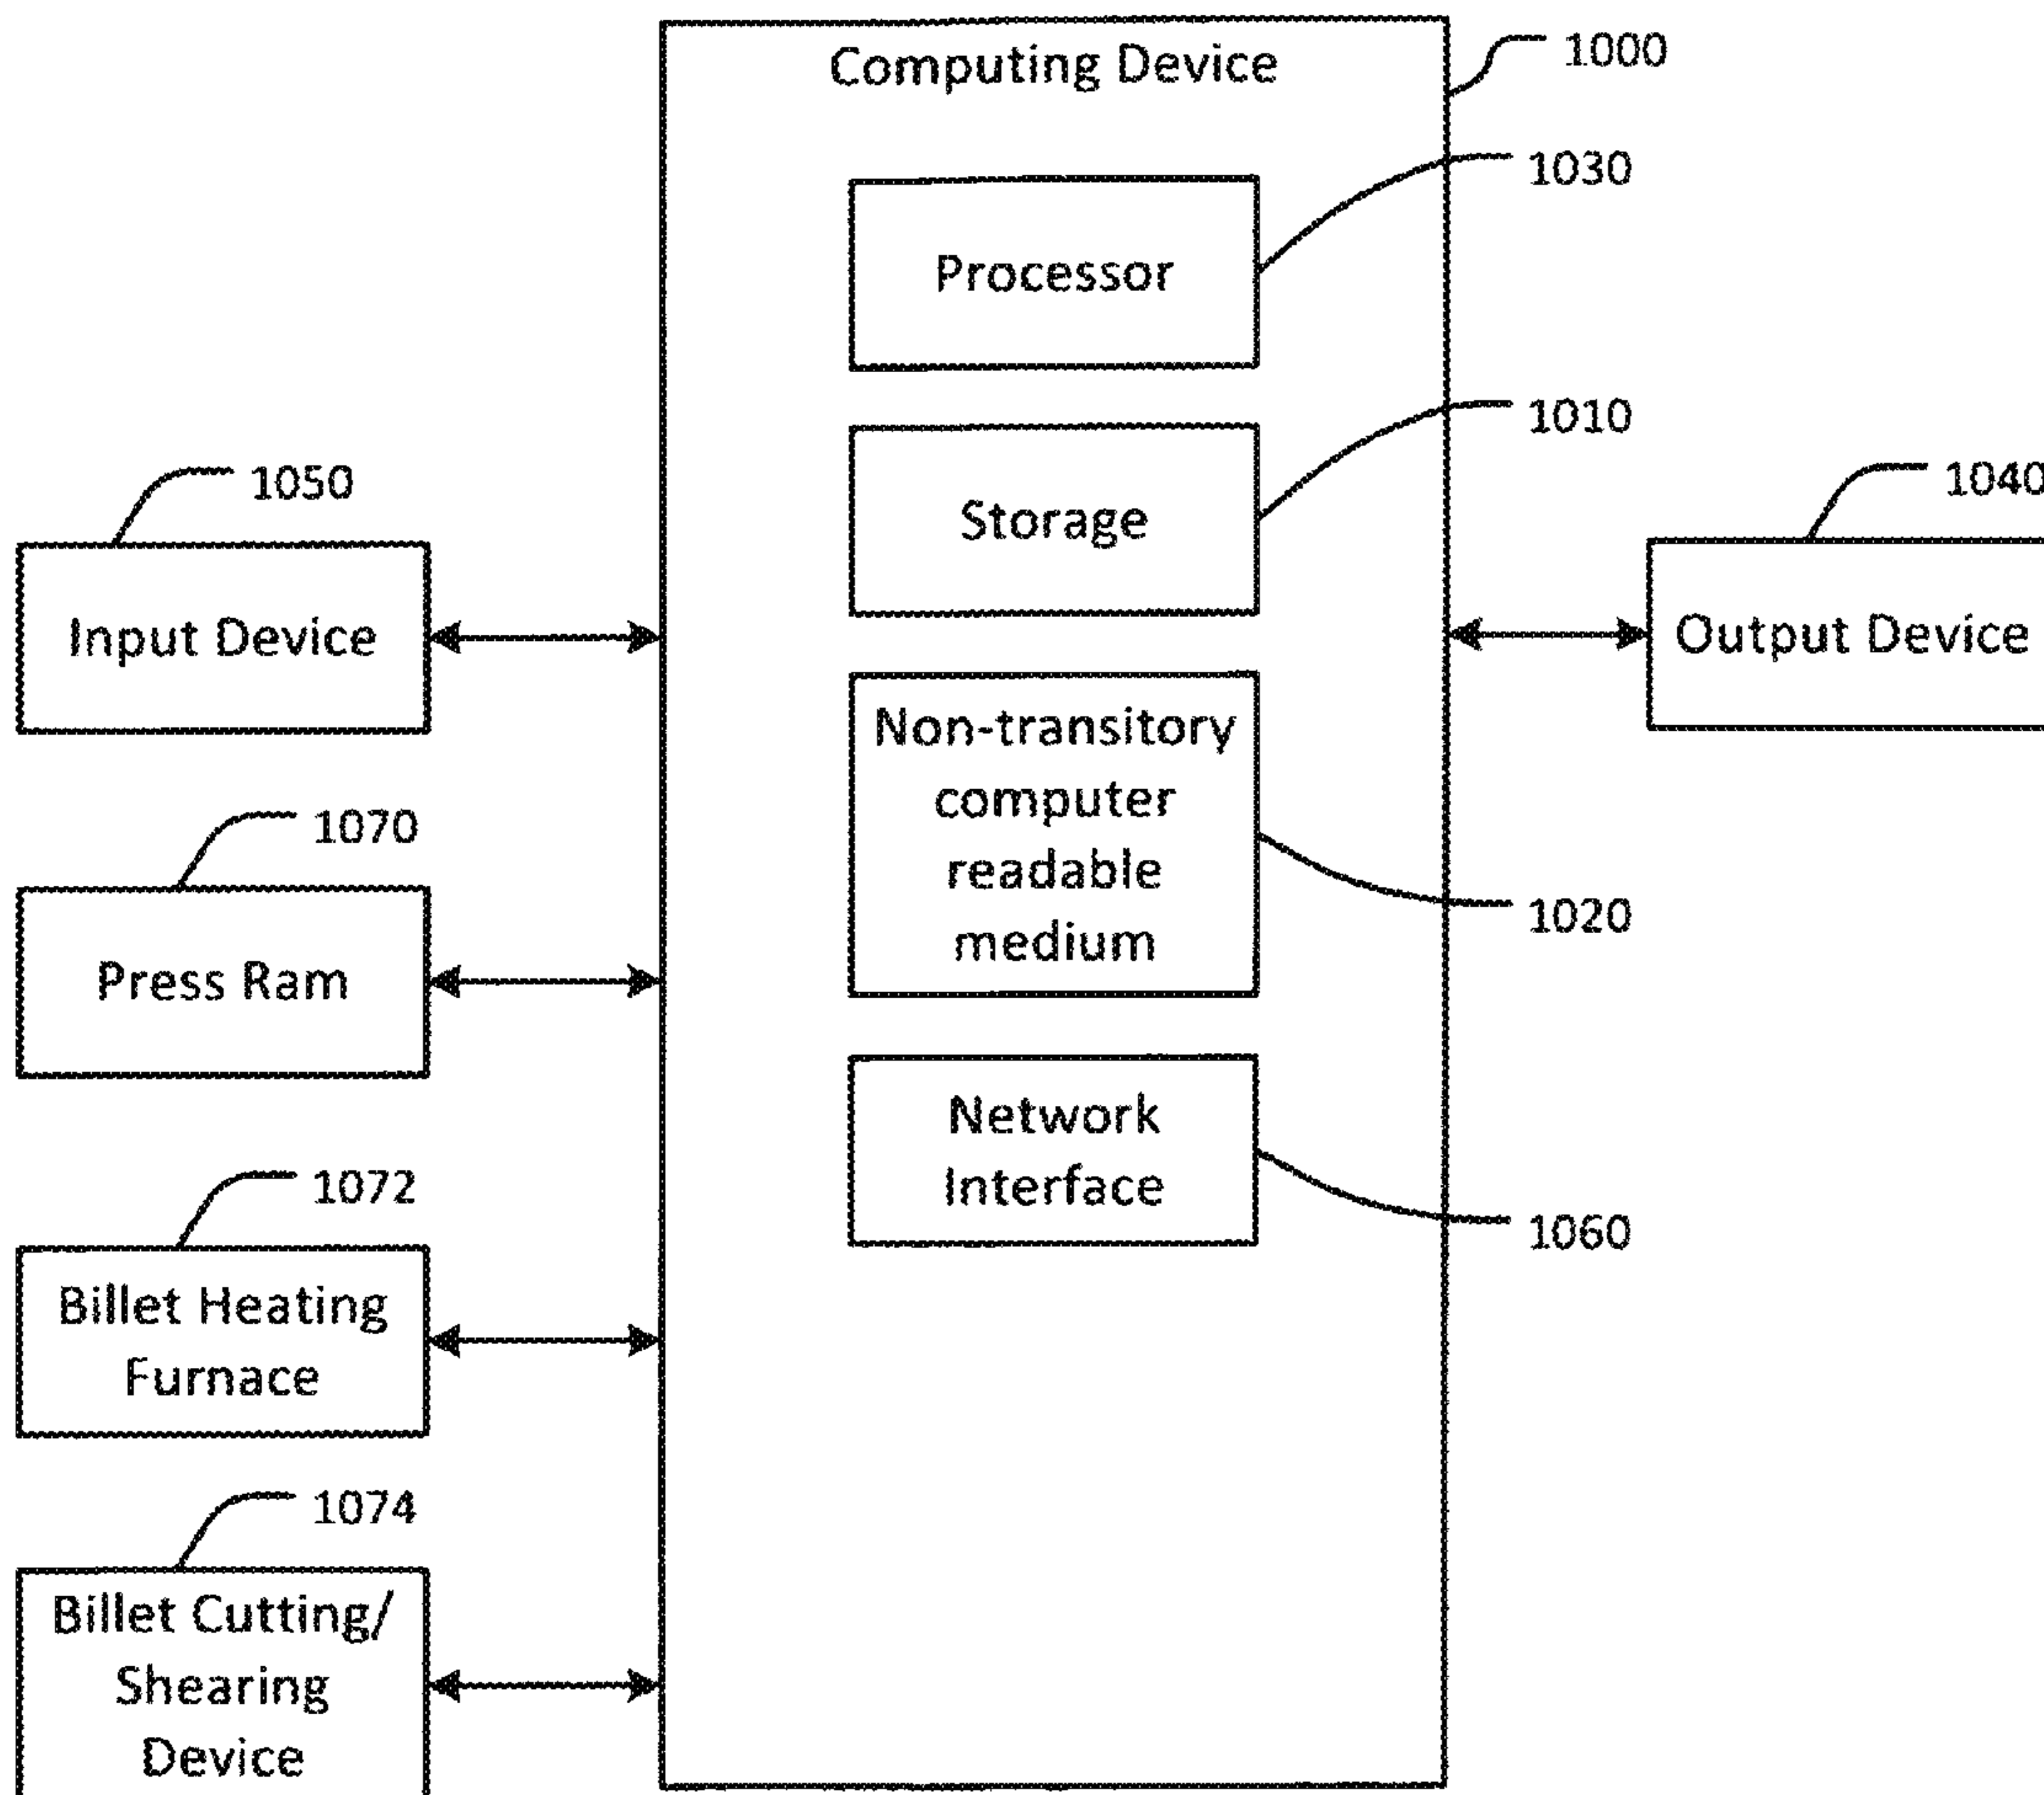 Computing Device
1000
Processor
1030
Storage
1010
1050
Input Device
1040
Output Device
Non-transitory
computer
readable
medium
1020
1070
Press Ram
Network
Interface
1060
1072
Billet Heating
Furnace
1074
Billet Cutting/
Shearing
Device